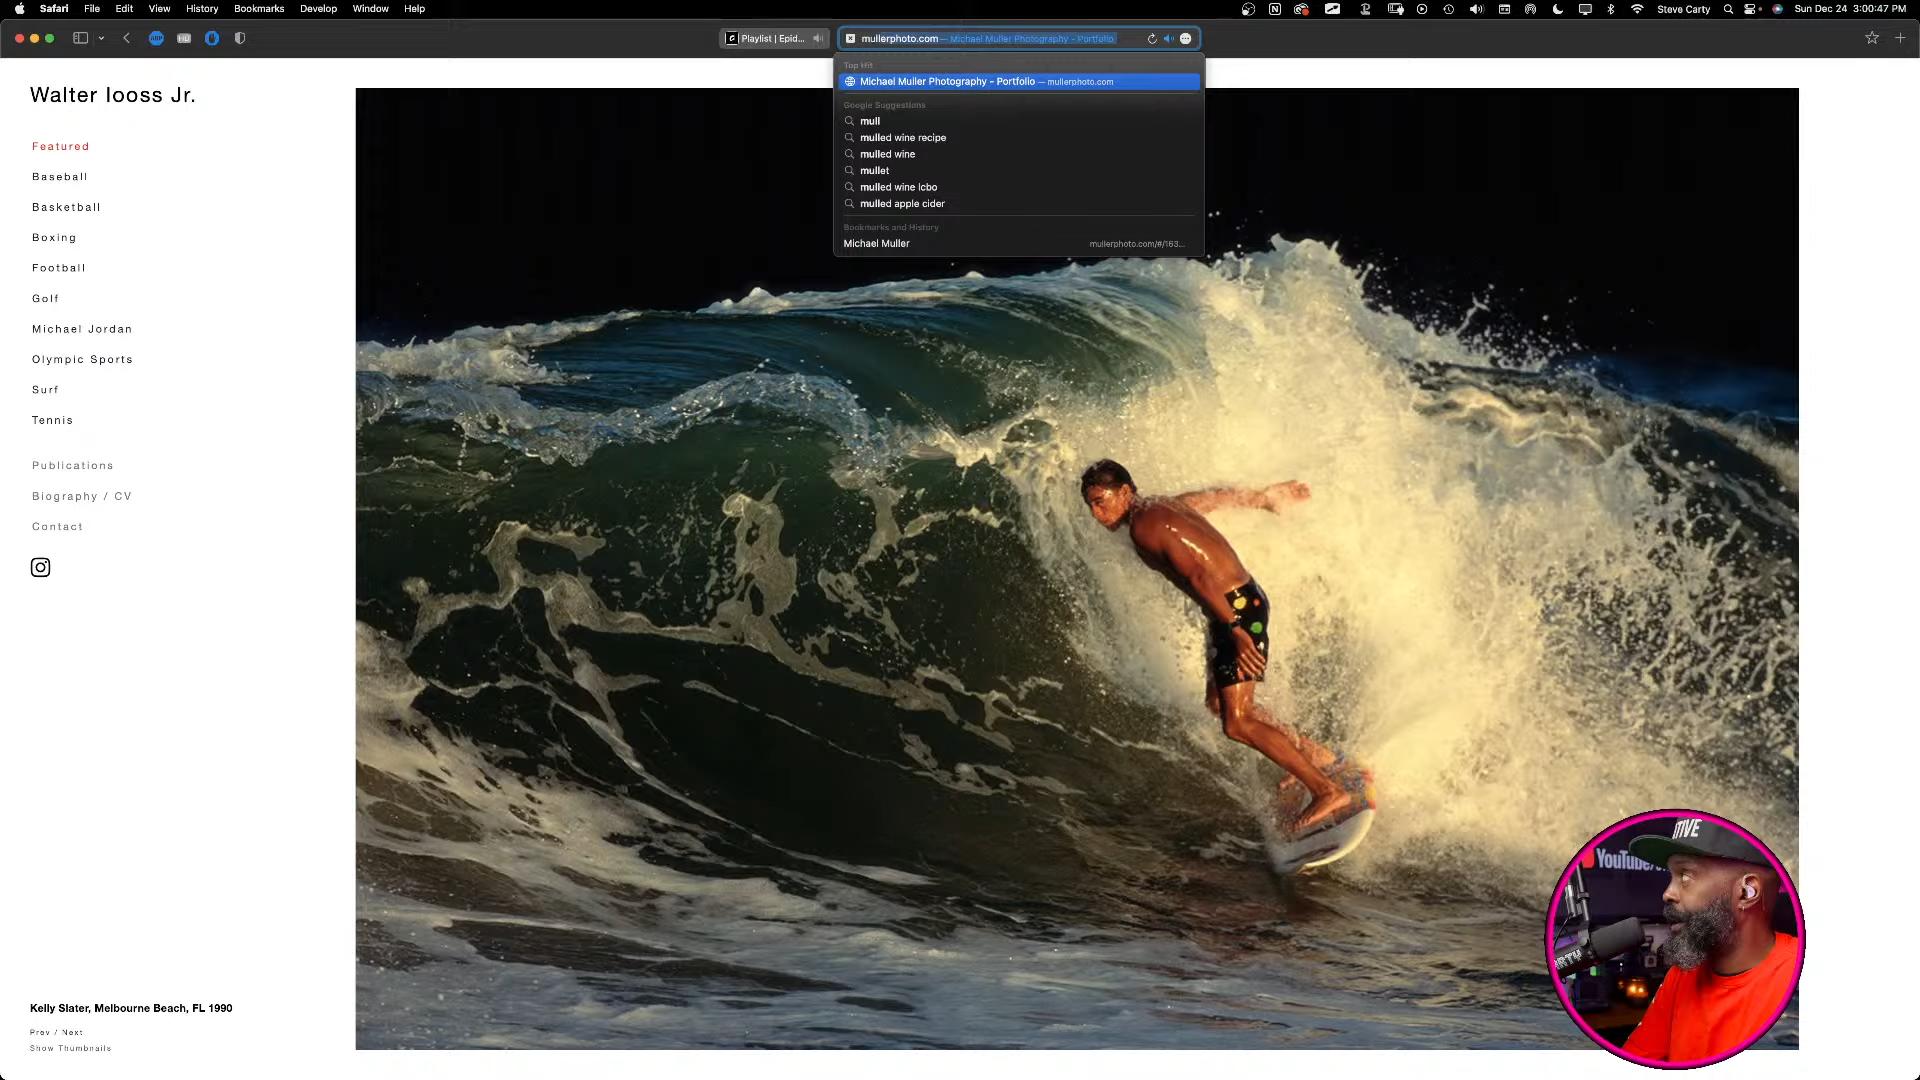 Safari File Edit View History Bookmarks Develop Window Help Steve Carty Sun Dec 24 3:00:47 PM
ABP HD Playlist | Epid... mullerphoto.com — Michael Muller Photography - Portfolio
Top Hit
Michael Muller Photography - Portfolio — mullerphoto.com
Google Suggestions
mull
mulled wine recipe
mulled wine
mullet
mulled wine lcbo
mulled apple cider
Bookmarks and History
Michael Muller mullerphoto.com/#/163...
Walter Iooss Jr.
Featured
Baseball
Basketball
Boxing
Football
Golf
Michael Jordan
Olympic Sports
Surf
Tennis
Publications
Biography / CV
Contact
Kelly Slater, Melbourne Beach, FL 1990
Prev / Next
Show Thumbnails
YouTube